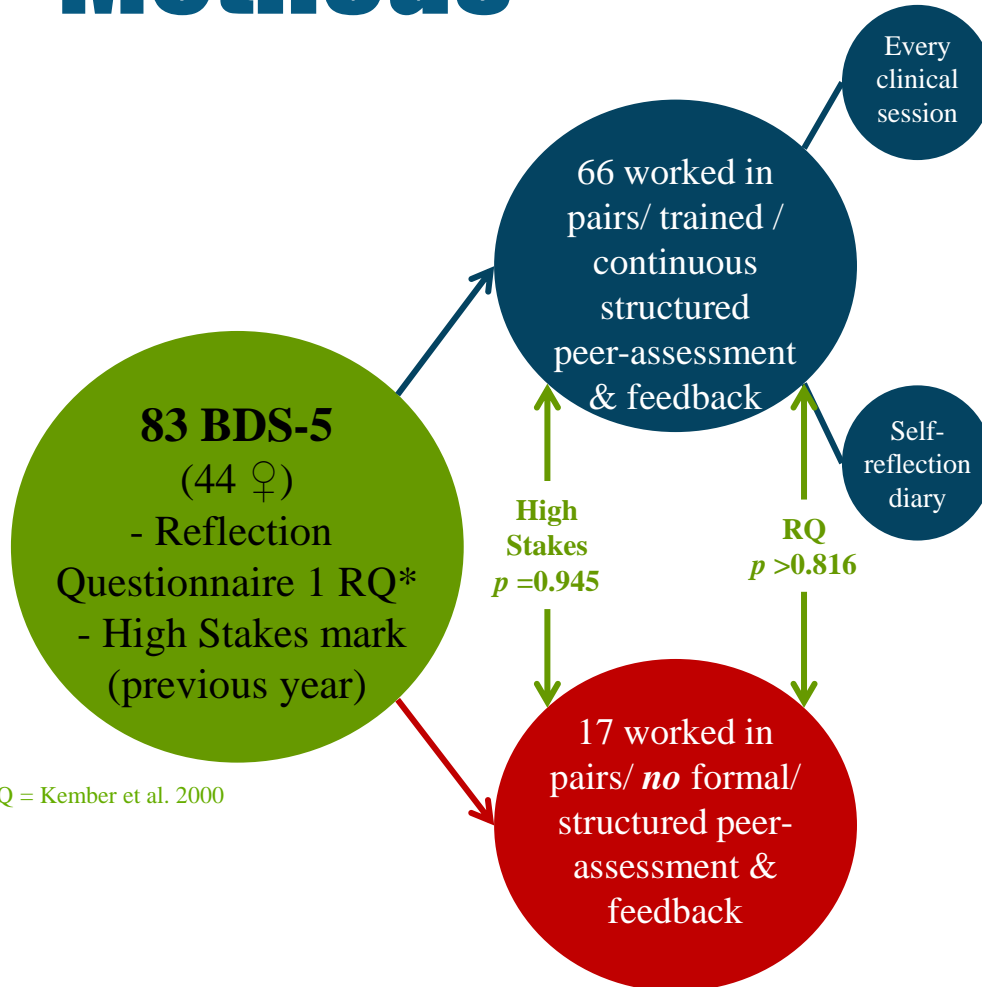 Methods
Every
clinical
session
66 worked in
pairs/ trained /
continuous
structured
peer-assessment
& feedback
83 BDS-5
(44 ♀)
- Reflection
Questionnaire 1 RQ*
- High Stakes mark
(previous year)
Self-
reflection
diary
High
Stakes
p =0.945
RQ
p >0.816
17 worked in
pairs/ no formal/
structured peer-
assessment &
feedback
Q = Kember et al. 2000